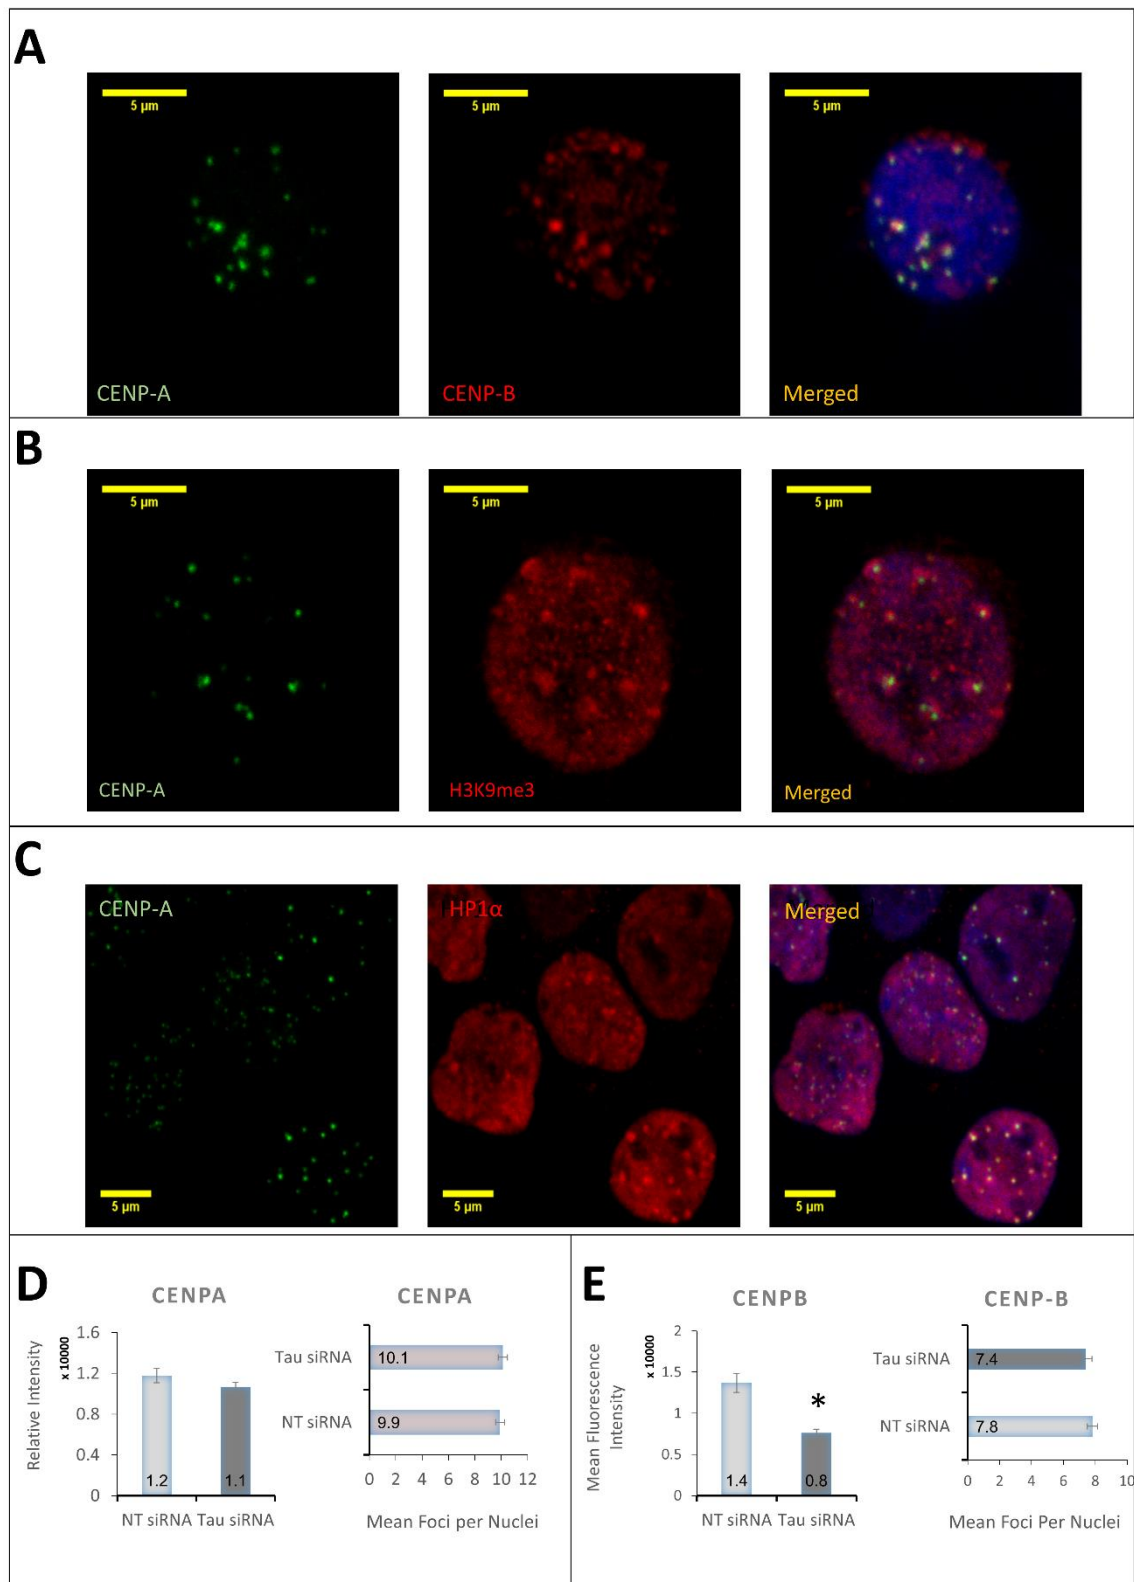 A
5 µm
5 µm
5 µm
CENP-A
CENP-B
Merged
B
5 µm
5 µm
5 µm
CENP-A
H3K9me3
Merged
C
CENP-A
HP1α
Merged
5 µm
5 µm
5 µm
D
CENPA
Relative Intensity
x 10000
1.6
1.2
0.8
0.4
0
1.2
1.1
NT siRNA
Tau siRNA
CENPA
Tau siRNA
10.1
NT siRNA
9.9
0 2 4 6 8 10 12
Mean Foci per Nuclei
E
CENPB
Mean Fluorescence
Intensity
x 10000
2
1.5
1
0.5
0
*
1.4
0.8
NT siRNA
Tau siRNA
CENP-B
Tau siRNA
7.4
NT siRNA
7.8
0 2 4 6 8 10
Mean Foci Per Nuclei